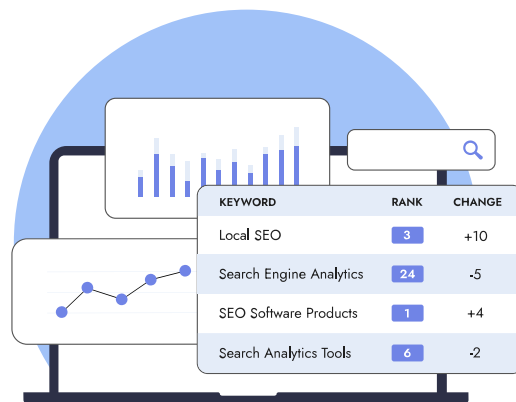 KEYWORD RANK CHANGE
Local SEO 3 +10
Search Engine Analytics 24 -5
SEO Software Products 1 +4
Search Analytics Tools 6 -2